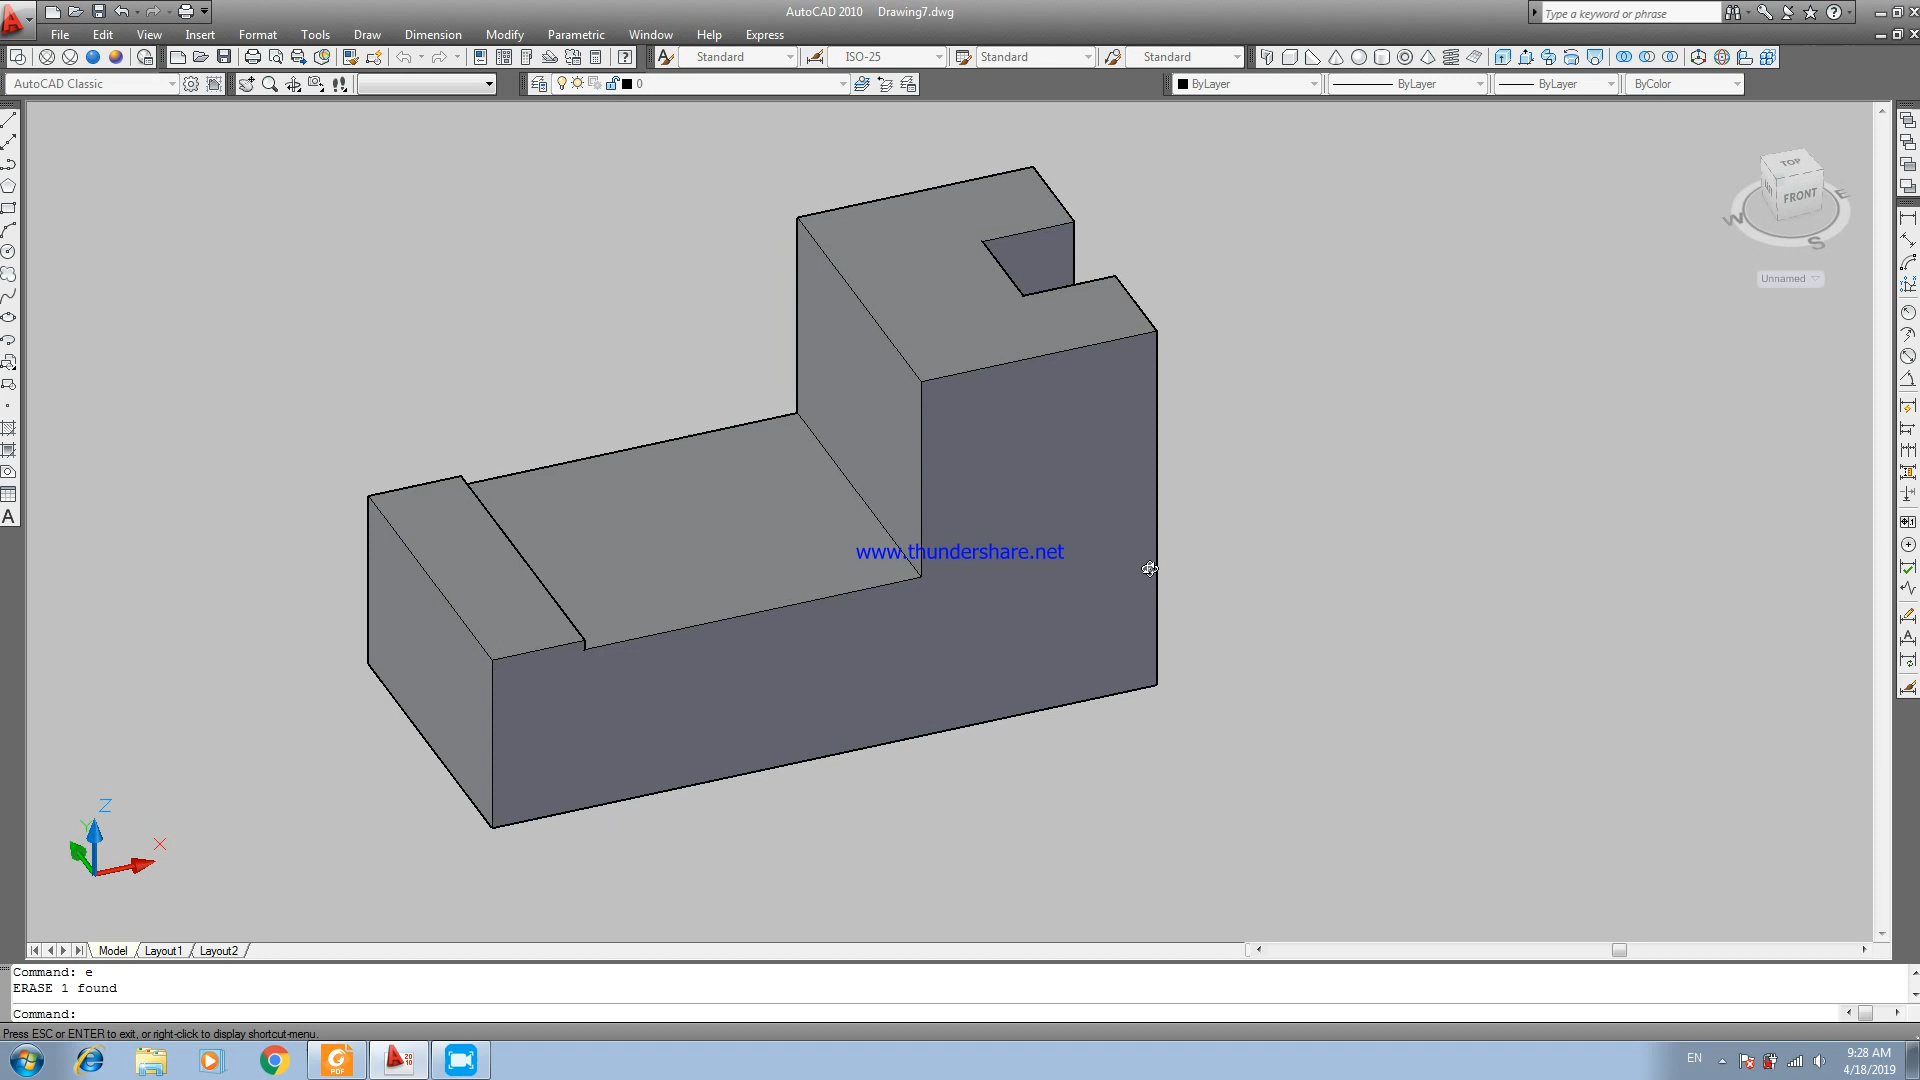 AutoCAD 2010 Drawing7.dwg
Type a keyword or phrase
File Edit View Insert Format Tools Draw Dimension Modify Parametric Window Help Express
Standard ISO-25 Standard Standard
AutoCAD Classic
0
ByLayer ByLayer ByLayer ByColor
TOP
FRONT
W
E
S
Unnamed
www.thundershare.net
Z
Y
X
Model Layout1 Layout2
Command: e
ERASE 1 found
Command:
Press ESC or ENTER to exit, or right-click to display shortcut-menu.
EN
9:28 AM
4/18/2019